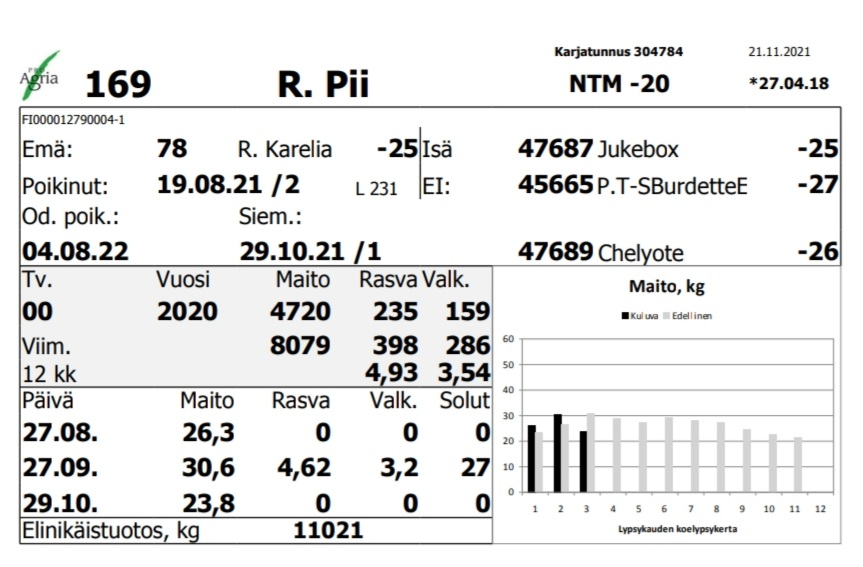 Karjatunnus 304784 21.11.2021
PRO Agria 169 R. Pii NTM -20 *27.04.18
FI000012790004-1
Emä: 78 R. Karelia -25 Isä 47687 Jukebox -25
Poikinut: 19.08.21 /2 L 231 EI: 45665 P.T-SBurdetteE -27
Od. poik.: Siem.:
04.08.22 29.10.21 /1 47689 Chelyote -26
Tv. Vuosi Maito Rasva Valk.
00 2020 4720 235 159
Viim. 8079 398 286
12 kk 4,93 3,54
Päivä Maito Rasva Valk. Solut
27.08. 26,3 0 0 0
27.09. 30,6 4,62 3,2 27
29.10. 23,8 0 0 0
Elinikäistuotos, kg 11021
Maito, kg
Kuluva Edellinen
60
50
40
30
20
10
0
1 2 3 4 5 6 7 8 9 10 11 12
Lypsykauden koelypsykerta